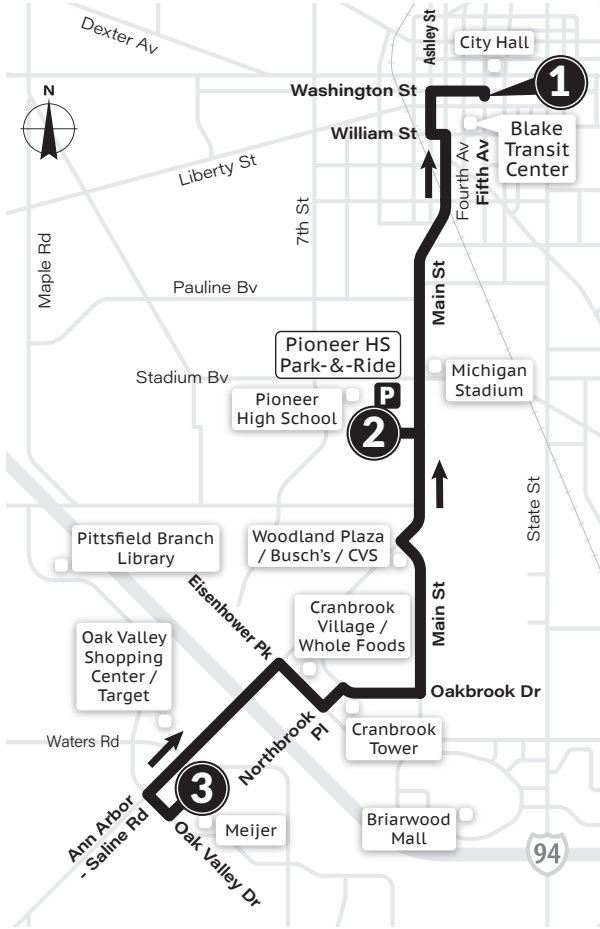 Dexter Av
Ashley St
City Hall
1
Washington St
N
William St
Blake
Transit
Center
Fourth Av
Fifth Av
Liberty St
7th St
Maple Rd
Pauline Bv
Main St
Pioneer HS
Park-&-Ride
Stadium Bv
P
Michigan
Stadium
Pioneer
High School
2
State St
Pittsfield Branch
Library
Woodland Plaza
/ Busch's / CVS
Eisenhower Pk
Cranbrook
Village /
Whole Foods
Main St
Oak Valley
Shopping
Center /
Target
Oakbrook Dr
Waters Rd
Northbrook
Pl
Cranbrook
Tower
3
Ann Arbor
- Saline Rd
Oak Valley Dr
Meijer
Briarwood
Mall
94